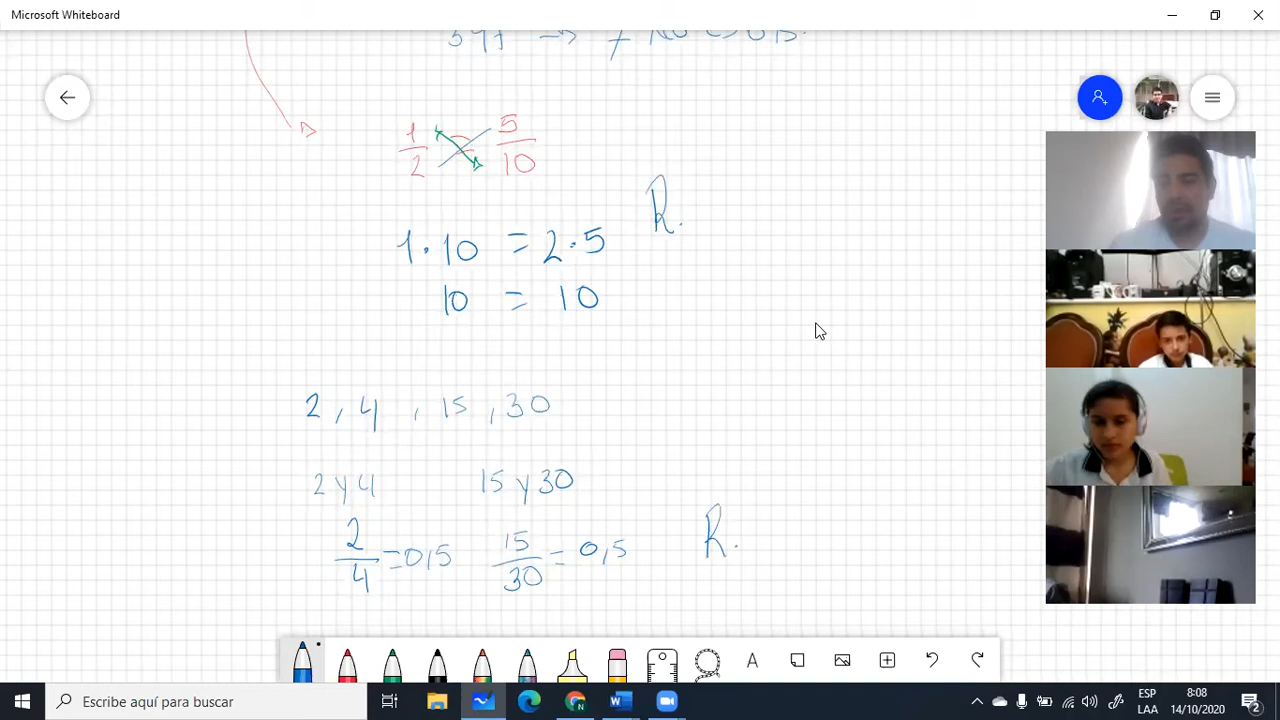 Microsoft Whiteboard
1/2 5/10
1·10 = 2·5
R.
10 = 10
2, 4, 15, 30
2 y 4 15 y 30
2/4 = 0,5 15/30 = 0,5
R.
Escribe aquí para buscar
ESP
LAA
8:08
14/10/2020
2